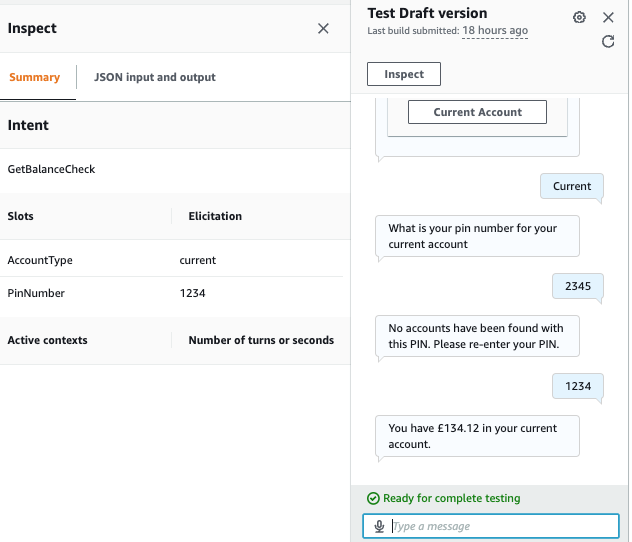 Inspect
Summary
JSON input and output
Intent
GetBalanceCheck
Slots
Elicitation
AccountType
current
PinNumber
1234
Active contexts
Number of turns or seconds
Test Draft version
Last build submitted: 18 hours ago
Inspect
Current Account
Current
What is your pin number for your
current account
2345
No accounts have been found with
this PIN. Please re-enter your PIN.
1234
You have £134.12 in your current
account.
Ready for complete testing
Type a message